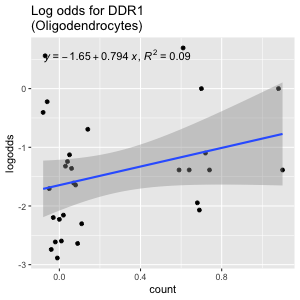 Log odds for DDR1
(Oligodendrocytes)
y = −1.65 + 0.794 x, R² = 0.09
0
-1
-2
-3
logodds
0.0 0.4 0.8
count